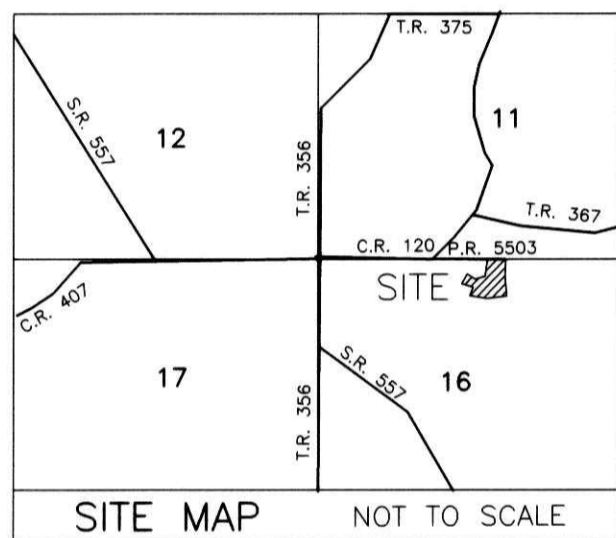 T.R. 375
S.R. 557
12
11
T.R. 356
T.R. 367
C.R. 120
P.R. 5503
SITE
C.R. 407
17
16
S.R. 557
T.R. 356
SITE MAP
NOT TO SCALE